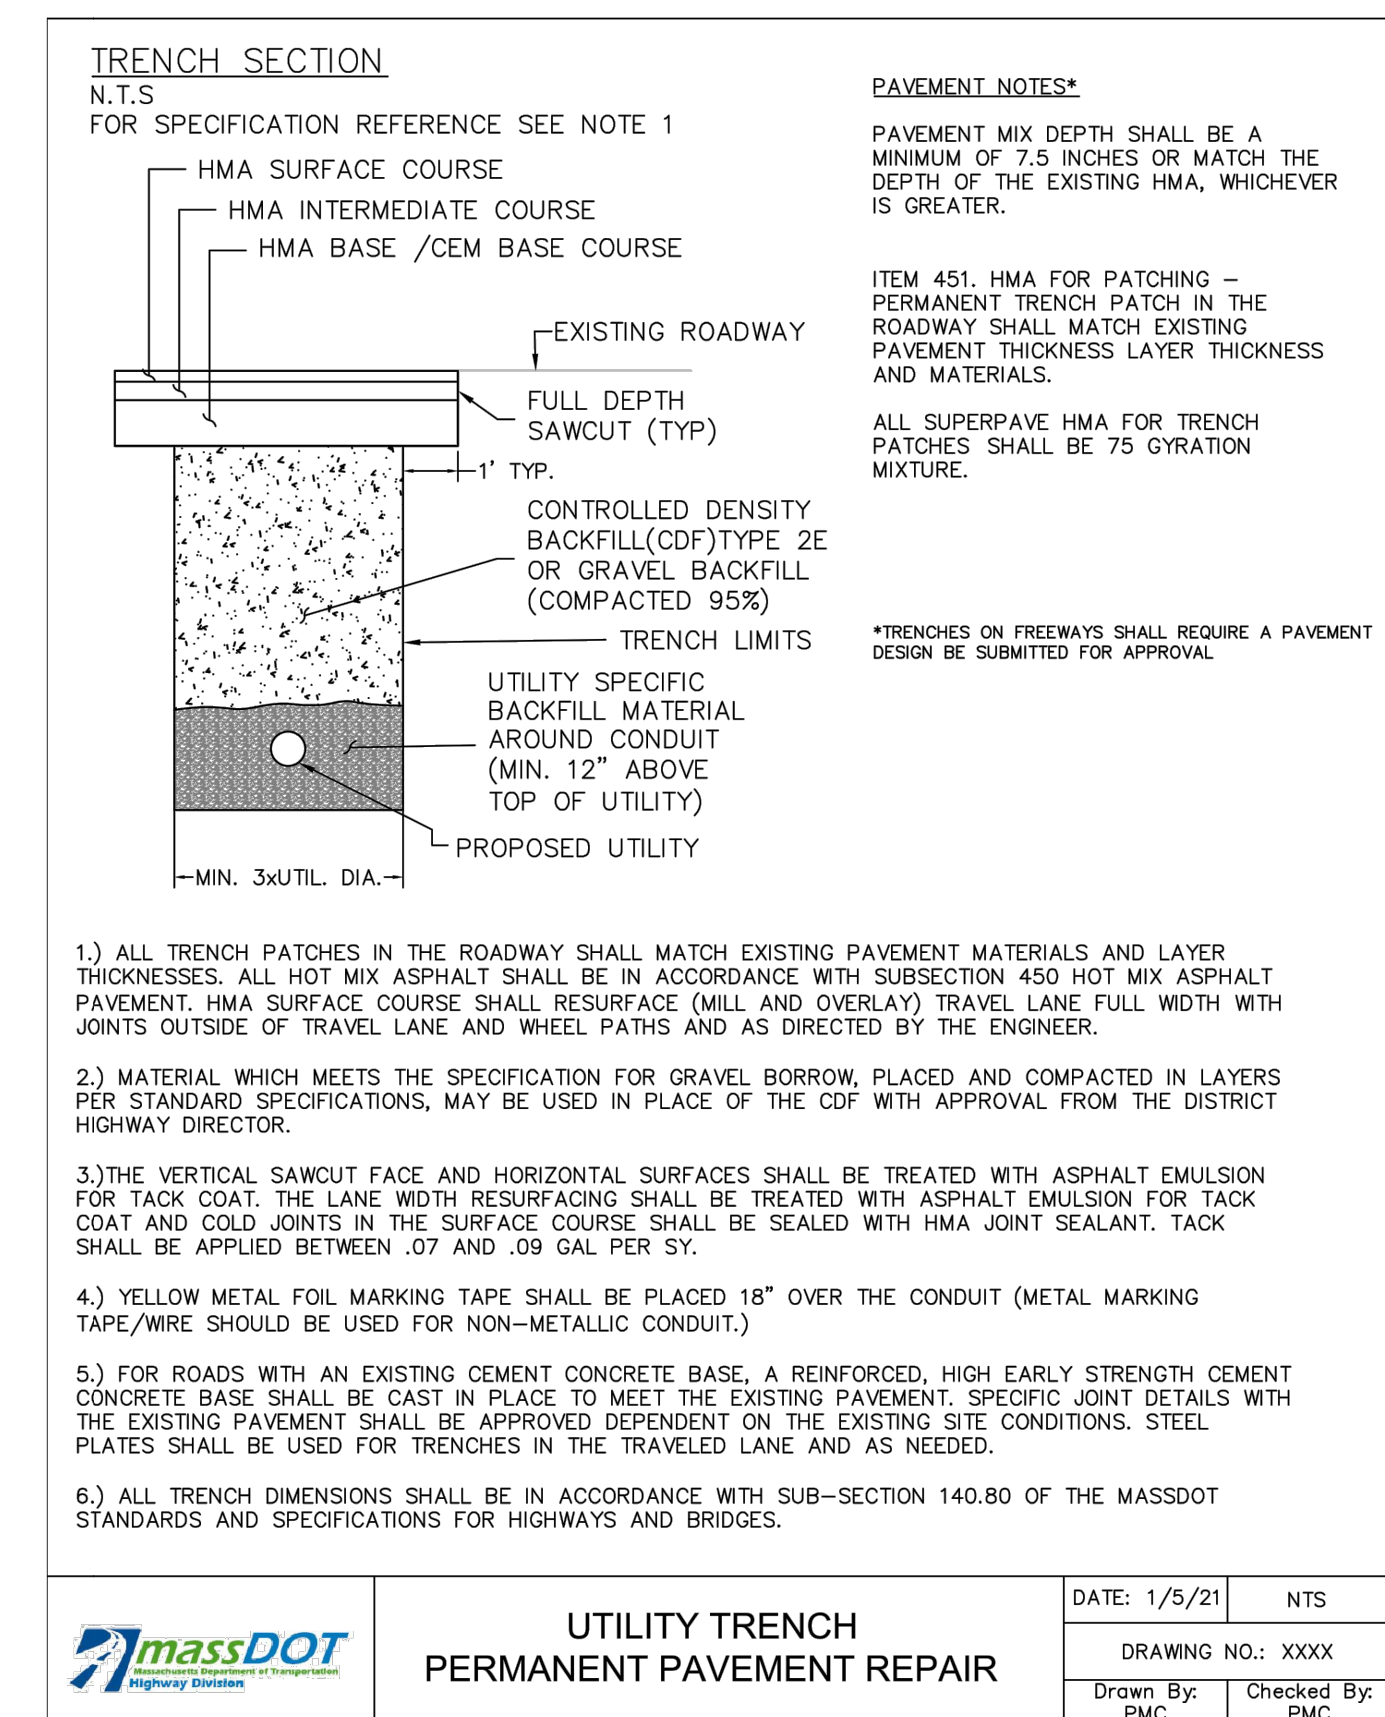 TRENCH SECTION
N.T.S
FOR SPECIFICATION REFERENCE SEE NOTE 1
HMA SURFACE COURSE
HMA INTERMEDIATE COURSE
HMA BASE /CEM BASE COURSE
EXISTING ROADWAY
FULL DEPTH
SAWCUT (TYP)
1' TYP.
CONTROLLED DENSITY
BACKFILL(CDF)TYPE 2E
OR GRAVEL BACKFILL
(COMPACTED 95%)
TRENCH LIMITS
UTILITY SPECIFIC
BACKFILL MATERIAL
AROUND CONDUIT
(MIN. 12" ABOVE
TOP OF UTILITY)
PROPOSED UTILITY
MIN. 3xUTIL. DIA.
PAVEMENT NOTES*
PAVEMENT MIX DEPTH SHALL BE A
MINIMUM OF 7.5 INCHES OR MATCH THE
DEPTH OF THE EXISTING HMA, WHICHEVER
IS GREATER.
ITEM 451. HMA FOR PATCHING –
PERMANENT TRENCH PATCH IN THE
ROADWAY SHALL MATCH EXISTING
PAVEMENT THICKNESS LAYER THICKNESS
AND MATERIALS.
ALL SUPERPAVE HMA FOR TRENCH
PATCHES SHALL BE 75 GYRATION
MIXTURE.
*TRENCHES ON FREEWAYS SHALL REQUIRE A PAVEMENT
DESIGN BE SUBMITTED FOR APPROVAL
1.) ALL TRENCH PATCHES IN THE ROADWAY SHALL MATCH EXISTING PAVEMENT MATERIALS AND LAYER
THICKNESSES. ALL HOT MIX ASPHALT SHALL BE IN ACCORDANCE WITH SUBSECTION 450 HOT MIX ASPHALT
PAVEMENT. HMA SURFACE COURSE SHALL RESURFACE (MILL AND OVERLAY) TRAVEL LANE FULL WIDTH WITH
JOINTS OUTSIDE OF TRAVEL LANE AND WHEEL PATHS AND AS DIRECTED BY THE ENGINEER.
2.) MATERIAL WHICH MEETS THE SPECIFICATION FOR GRAVEL BORROW, PLACED AND COMPACTED IN LAYERS
PER STANDARD SPECIFICATIONS, MAY BE USED IN PLACE OF THE CDF WITH APPROVAL FROM THE DISTRICT
HIGHWAY DIRECTOR.
3.)THE VERTICAL SAWCUT FACE AND HORIZONTAL SURFACES SHALL BE TREATED WITH ASPHALT EMULSION
FOR TACK COAT. THE LANE WIDTH RESURFACING SHALL BE TREATED WITH ASPHALT EMULSION FOR TACK
COAT AND COLD JOINTS IN THE SURFACE COURSE SHALL BE SEALED WITH HMA JOINT SEALANT. TACK
SHALL BE APPLIED BETWEEN .07 AND .09 GAL PER SY.
4.) YELLOW METAL FOIL MARKING TAPE SHALL BE PLACED 18" OVER THE CONDUIT (METAL MARKING
TAPE/WIRE SHOULD BE USED FOR NON–METALLIC CONDUIT.)
5.) FOR ROADS WITH AN EXISTING CEMENT CONCRETE BASE, A REINFORCED, HIGH EARLY STRENGTH CEMENT
CONCRETE BASE SHALL BE CAST IN PLACE TO MEET THE EXISTING PAVEMENT. SPECIFIC JOINT DETAILS WITH
THE EXISTING PAVEMENT SHALL BE APPROVED DEPENDENT ON THE EXISTING SITE CONDITIONS. STEEL
PLATES SHALL BE USED FOR TRENCHES IN THE TRAVELED LANE AND AS NEEDED.
6.) ALL TRENCH DIMENSIONS SHALL BE IN ACCORDANCE WITH SUB–SECTION 140.80 OF THE MASSDOT
STANDARDS AND SPECIFICATIONS FOR HIGHWAYS AND BRIDGES.
massDOT
Massachusetts Department of Transportation
Highway Division
UTILITY TRENCH
PERMANENT PAVEMENT REPAIR
DATE: 1/5/21
NTS
DRAWING NO.: XXXX
Drawn By:
PMC
Checked By:
PMC